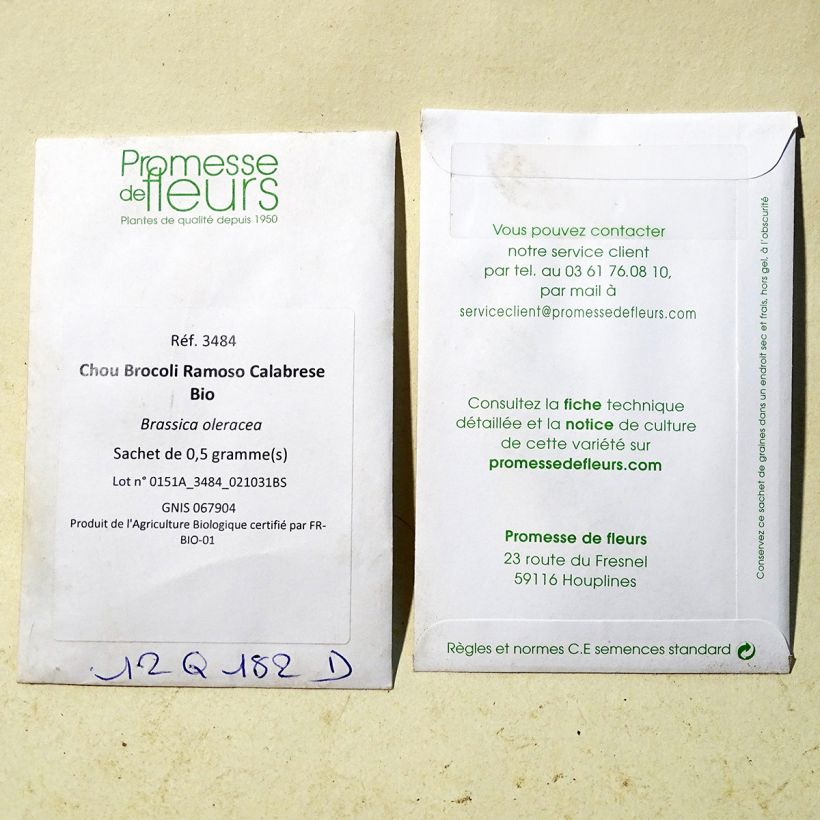 Promesse
de fleurs
Plantes de qualité depuis 1950
Réf. 3484
Chou Brocoli Ramoso Calabrese
Bio
Brassica oleracea
Sachet de 0,5 gramme(s)
Lot n° 0151A_3484_021031BS
GNIS 067904
Produit de l'Agriculture Biologique certifié par FR-
BIO-01
12 Q 182 D
Vous pouvez contacter
notre service client
par tel. au 03 61 76.08 10,
par mail à
serviceclient@promessedefleurs.com
Consultez la fiche technique
détaillée et la notice de culture
de cette variété sur
promessedefleurs.com
Promesse de fleurs
23 route du Fresnel
59116 Houplines
Règles et normes C.E semences standard
Conservez ce sachet de graines dans un endroit sec et frais, hors gel, à l'obscurité